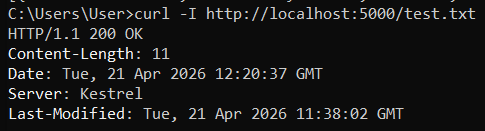 C:\Users\User>curl -I http://localhost:5000/test.txt
HTTP/1.1 200 OK
Content-Length: 11
Date: Tue, 21 Apr 2026 12:20:37 GMT
Server: Kestrel
Last-Modified: Tue, 21 Apr 2026 11:38:02 GMT